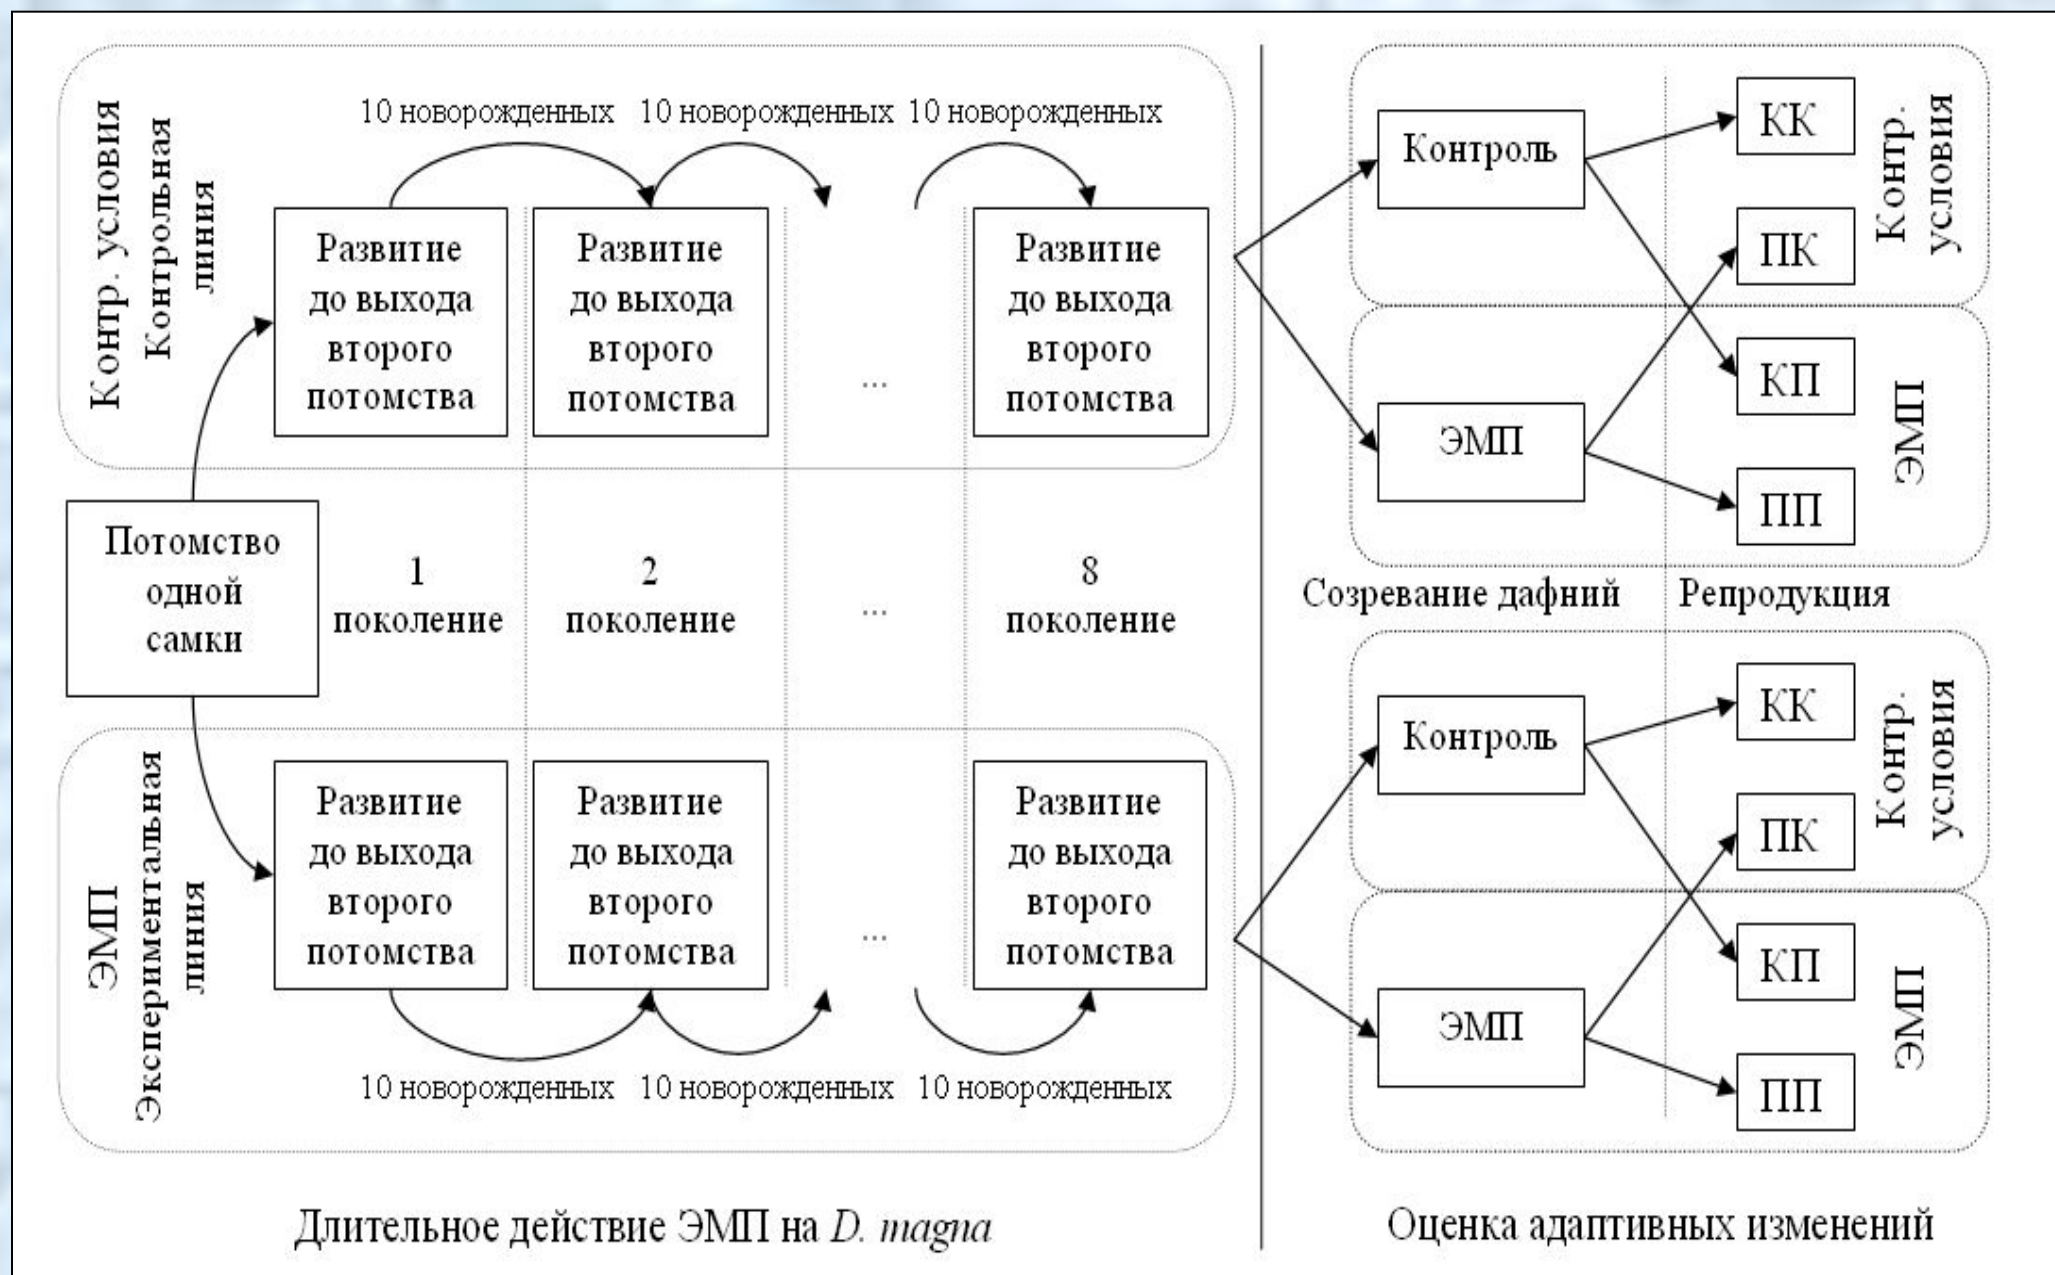 Контр. условия
Контрольная
линия
10 новорожденных
10 новорожденных
10 новорожденных
Развитие
до выхода
второго
потомства
Развитие
до выхода
второго
потомства
...
Развитие
до выхода
второго
потомства
Потомство
одной
самки
1
поколение
2
поколение
...
8
поколение
ЭМП
Экспериментальная
линия
Развитие
до выхода
второго
потомства
Развитие
до выхода
второго
потомства
...
Развитие
до выхода
второго
потомства
10 новорожденных
10 новорожденных
10 новорожденных
Длительное действие ЭМП на D. magna
Контроль
ЭМП
КК
ПК
КП
ПП
Контр.
условия
ЭМП
Созревание дафний
Репродукция
Контроль
ЭМП
КК
ПК
КП
ПП
Контр.
условия
ЭМП
Оценка адаптивных изменений